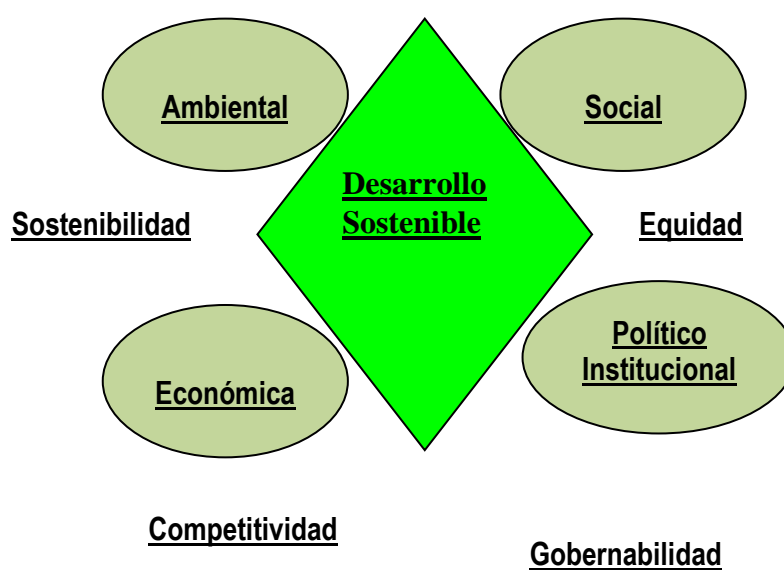 Ambiental
Social
Desarrollo
Sostenible
Sostenibilidad
Equidad
Político
Institucional
Económica
Competitividad
Gobernabilidad